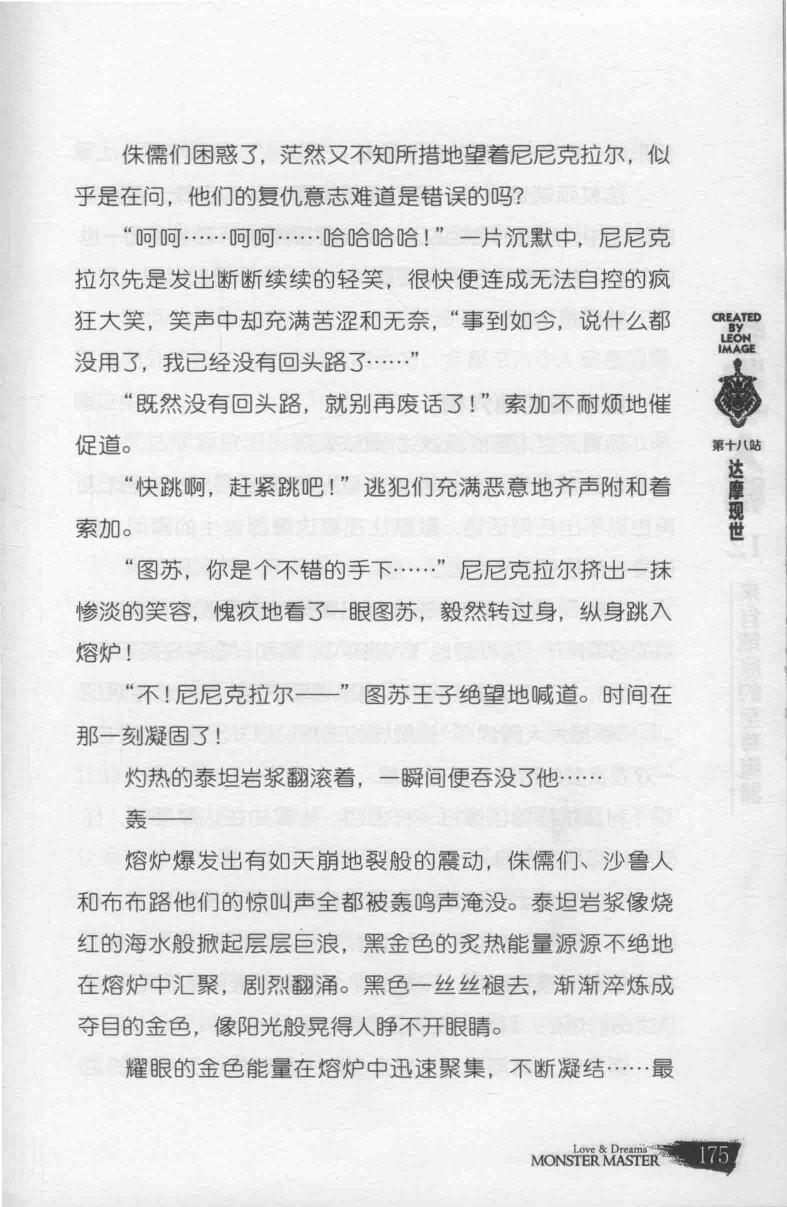 侏儒们困惑了，茫然又不知所措地望着尼尼克拉尔，似
乎是在问，他们的复仇意志难道是错误的吗？
“呵呵……呵呵……哈哈哈哈！”一片沉默中，尼尼克
拉尔先是发出断断续续的轻笑，很快便连成无法自控的疯
狂大笑，笑声中却充满苦涩和无奈，“事到如今，说什么都
没用了，我已经没有回头路了……”
“既然没有回头路，就别再废话了！”索加不耐烦地催
促道。
“快跳啊，赶紧跳吧！”逃犯们充满恶意地齐声附和着
索加。
“图苏，你是个不错的手下……”尼尼克拉尔挤出一抹
惨淡的笑容，愧疚地看了一眼图苏，毅然转过身，纵身跳入
熔炉！
“不！尼尼克拉尔——”图苏王子绝望地喊道。时间在
那一刻凝固了！
灼热的泰坦岩浆翻滚着，一瞬间便吞没了他……
轰——
熔炉爆发出有如天崩地裂般的震动，侏儒们、沙鲁人
和布布路他们的惊叫声全都被轰鸣声淹没。泰坦岩浆像烧
红的海水般掀起层层巨浪，黑金色的炙热能量源源不绝地
在熔炉中汇聚，剧烈翻涌。黑色一丝丝褪去，渐渐淬炼成
夺目的金色，像阳光般晃得人睁不开眼睛。
耀眼的金色能量在熔炉中迅速聚集，不断凝结……最
CREATED
BY
LEON
IMAGE
第十八站
达摩现世
Love & Dreams
MONSTER MASTER
175